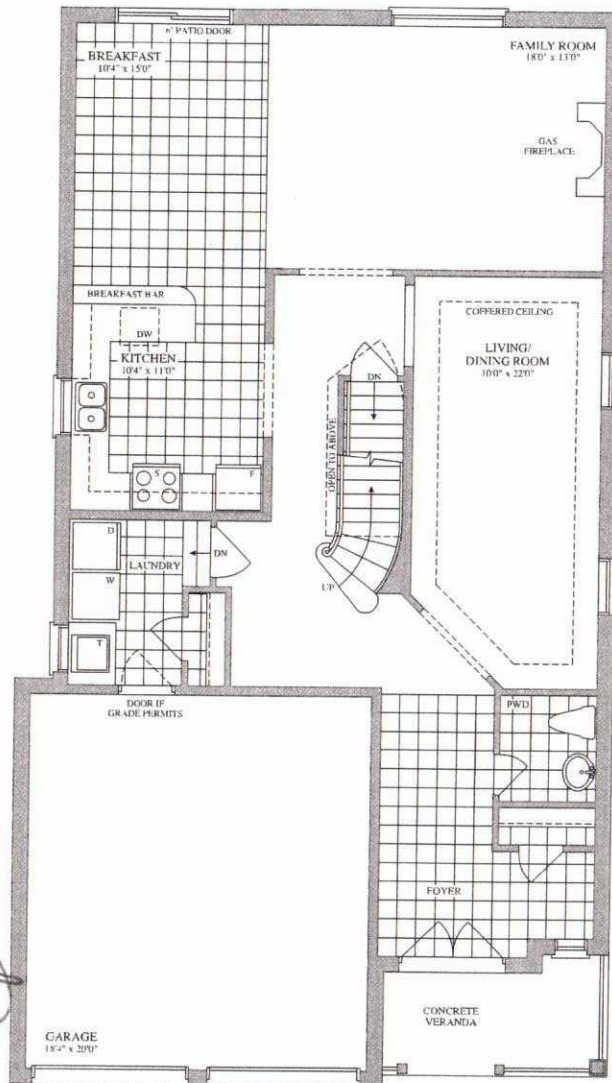 6' PATIO DOOR
BREAKFAST
10'4" x 15'0"
FAMILY ROOM
18'0" x 13'0"
GAS
FIREPLACE
BREAKFAST BAR
DW
KITCHEN
10'4" x 11'0"
S
F
COFFERED CEILING
LIVING/
DINING ROOM
10'0" x 22'0"
DN
OPEN TO ABOVE
UP
D
W
T
LAUNDRY
DN
DOOR IF
GRADE PERMITS
PWD
FOYER
GARAGE
18'4" x 20'0"
CONCRETE
VERANDA